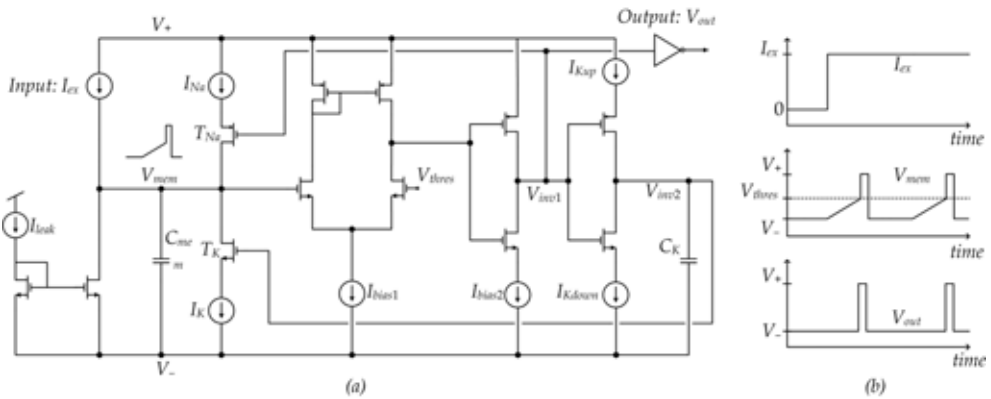 V+
Output: Vout
Input: Iex
INa
IKup
TNa
Vmem
Vthres
Vinv1
Vinv2
Ileak
Cme
m
TK
CK
IK
Ibias1
Ibias2
IKdown
V-
(a)
Iex
Iex
0
time
V+
Vthres
Vmem
V-
time
V+
V-
Vout
time
(b)